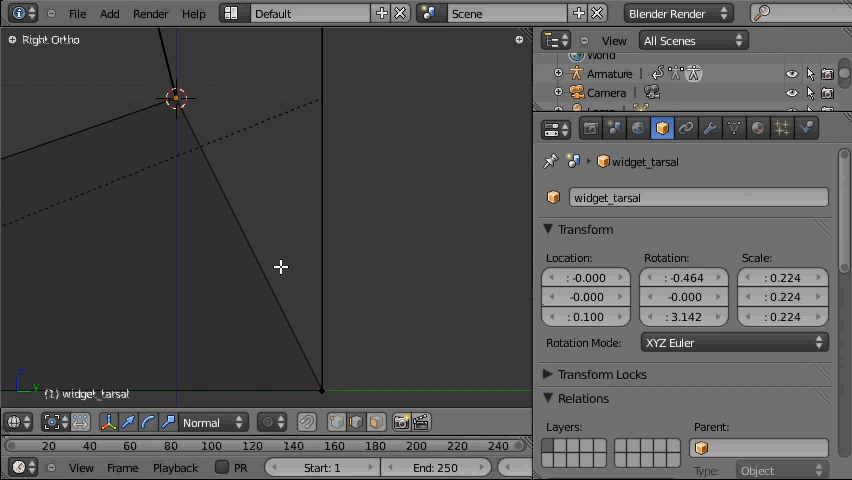 File Add Render Help Default Scene Blender Render
Right Ortho
View All Scenes
World
Armature
Camera
widget_tarsal
widget_tarsal
Transform
Location: Rotation: Scale:
: -0.000 : -0.464 : 0.224
-0.000 -0.000 : 0.224
: 0.100 : 3.142 : 0.224
Rotation Mode: XYZ Euler
Transform Locks
Relations
Layers: Parent:
Type: Object
z
y
(1) widget_tarsal
Normal
20 40 60 80 100 120 140 160 180 200 220 240
View Frame Playback PR Start: 1 End: 250